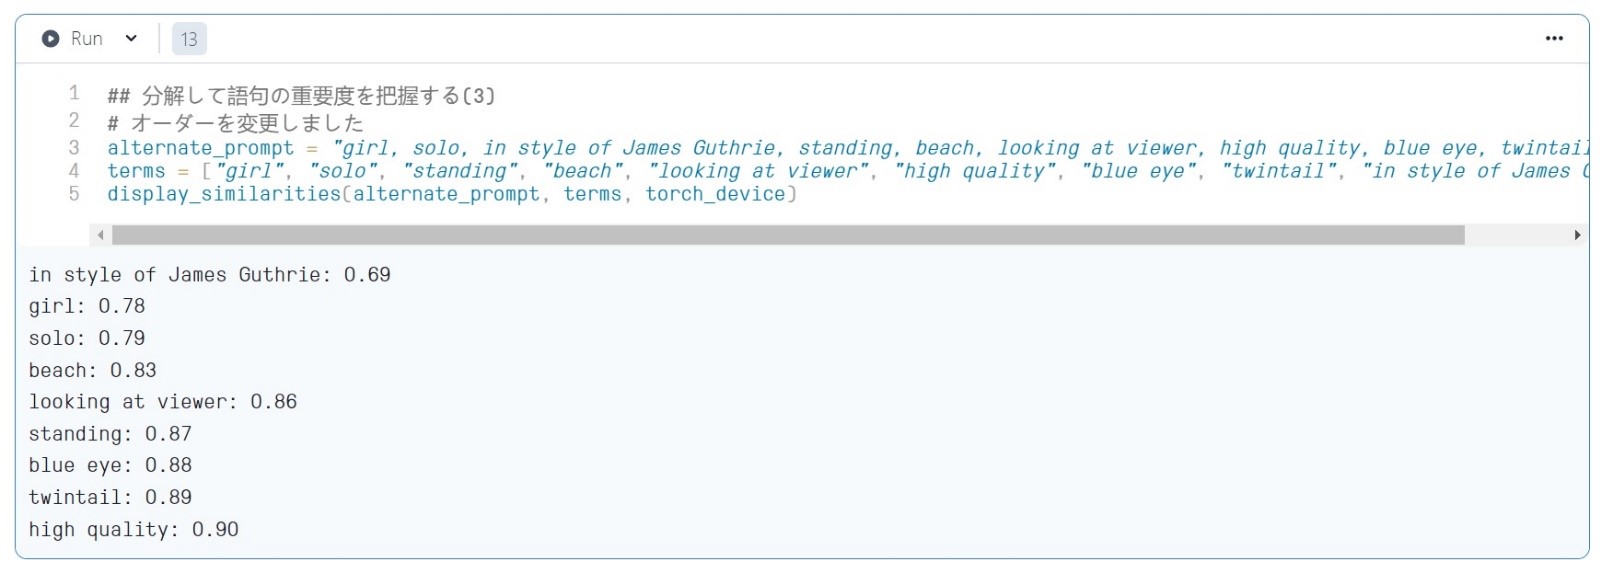 Run
13
1 ## 分解して語句の重要度を把握する(3)
2 # オーダーを変更しました
3 alternate_prompt = "girl, solo, in style of James Guthrie, standing, beach, looking at viewer, high quality, blue eye, twintail
4 terms = ["girl", "solo", "standing", "beach", "looking at viewer", "high quality", "blue eye", "twintail", "in style of James G
5 display_similarities(alternate_prompt, terms, torch_device)
in style of James Guthrie: 0.69
girl: 0.78
solo: 0.79
beach: 0.83
looking at viewer: 0.86
standing: 0.87
blue eye: 0.88
twintail: 0.89
high quality: 0.90